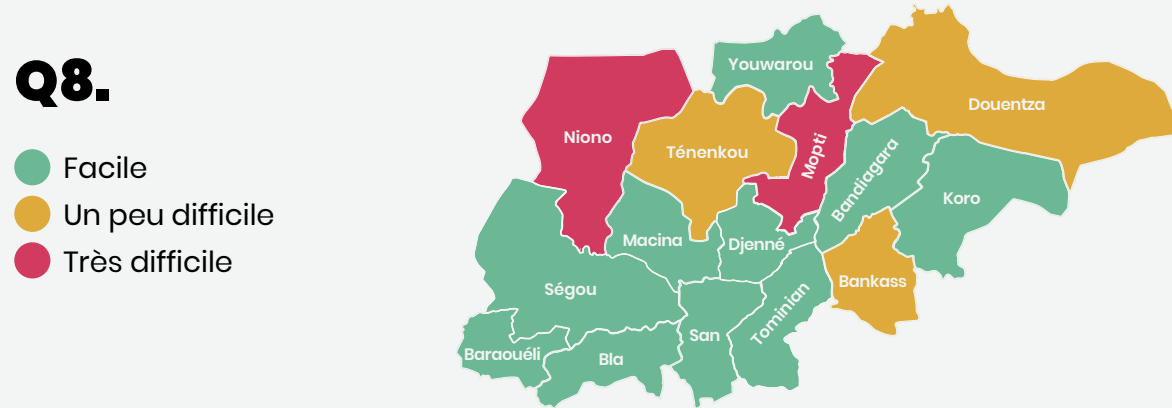 Q8.
Facile
Un peu difficile
Très difficile
Youwarou
Douentza
Niono
Ténenkou
Mopti
Bandiagara
Koro
Macina
Djenné
Bankass
Ségou
Tominian
San
Baraouéli
Bla